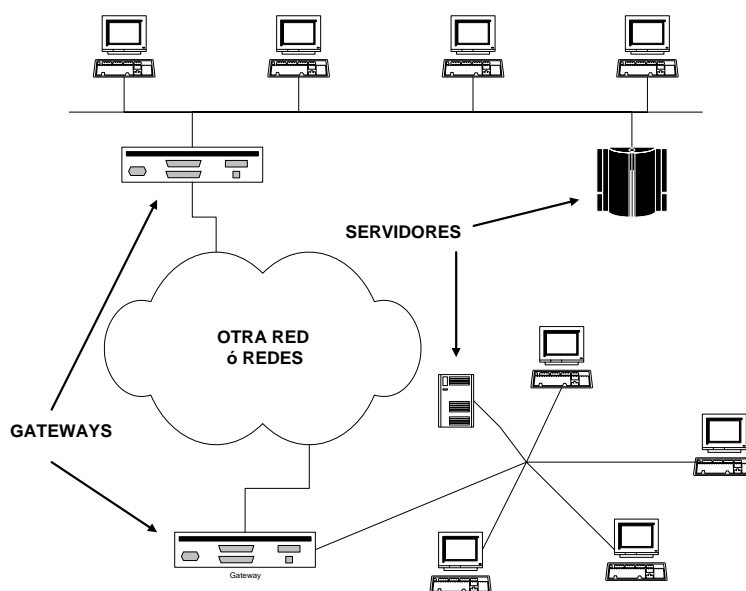 SERVIDORES
OTRA RED
ó REDES
GATEWAYS
Gateway